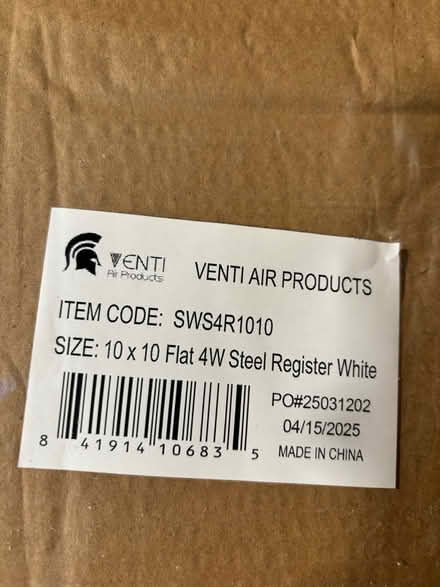 VENTI
Air Products
VENTI AIR PRODUCTS
ITEM CODE: SWS4R1010
SIZE: 10 x 10 Flat 4W Steel Register White
PO#25031202
04/15/2025
MADE IN CHINA
8 41914 10683 5